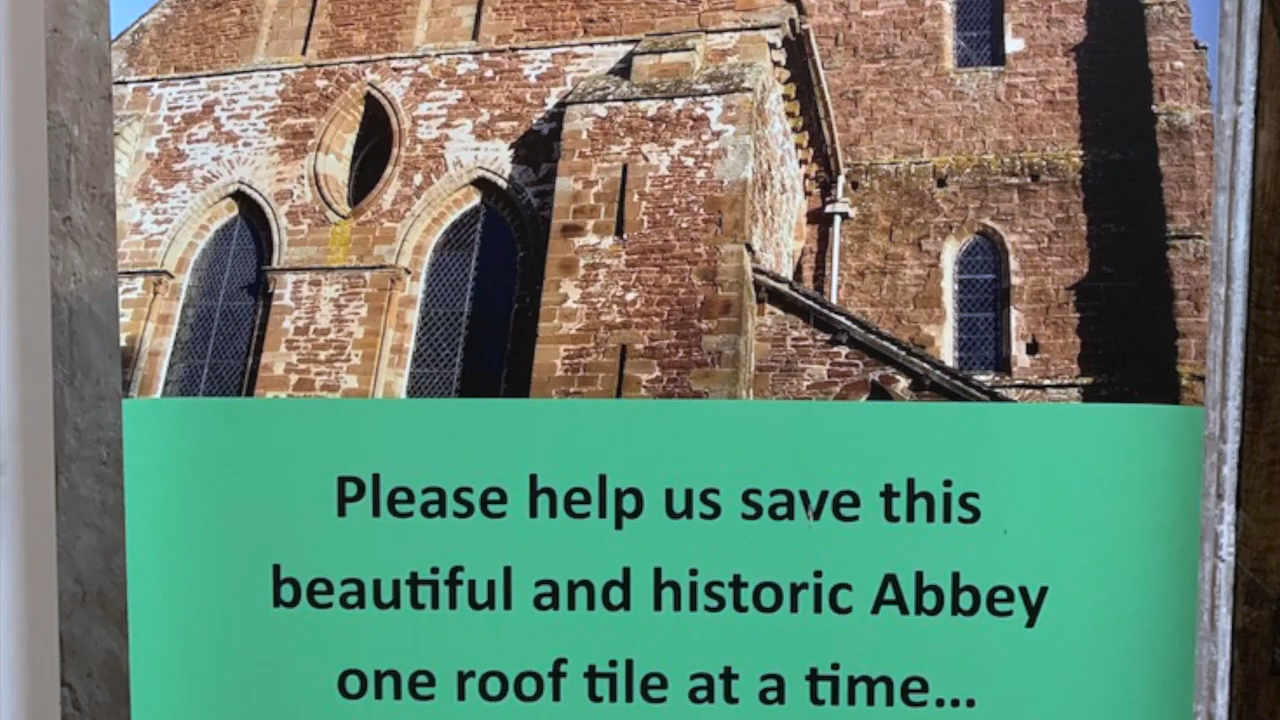 Please help us save this
beautiful and historic Abbey
one roof tile at a time...